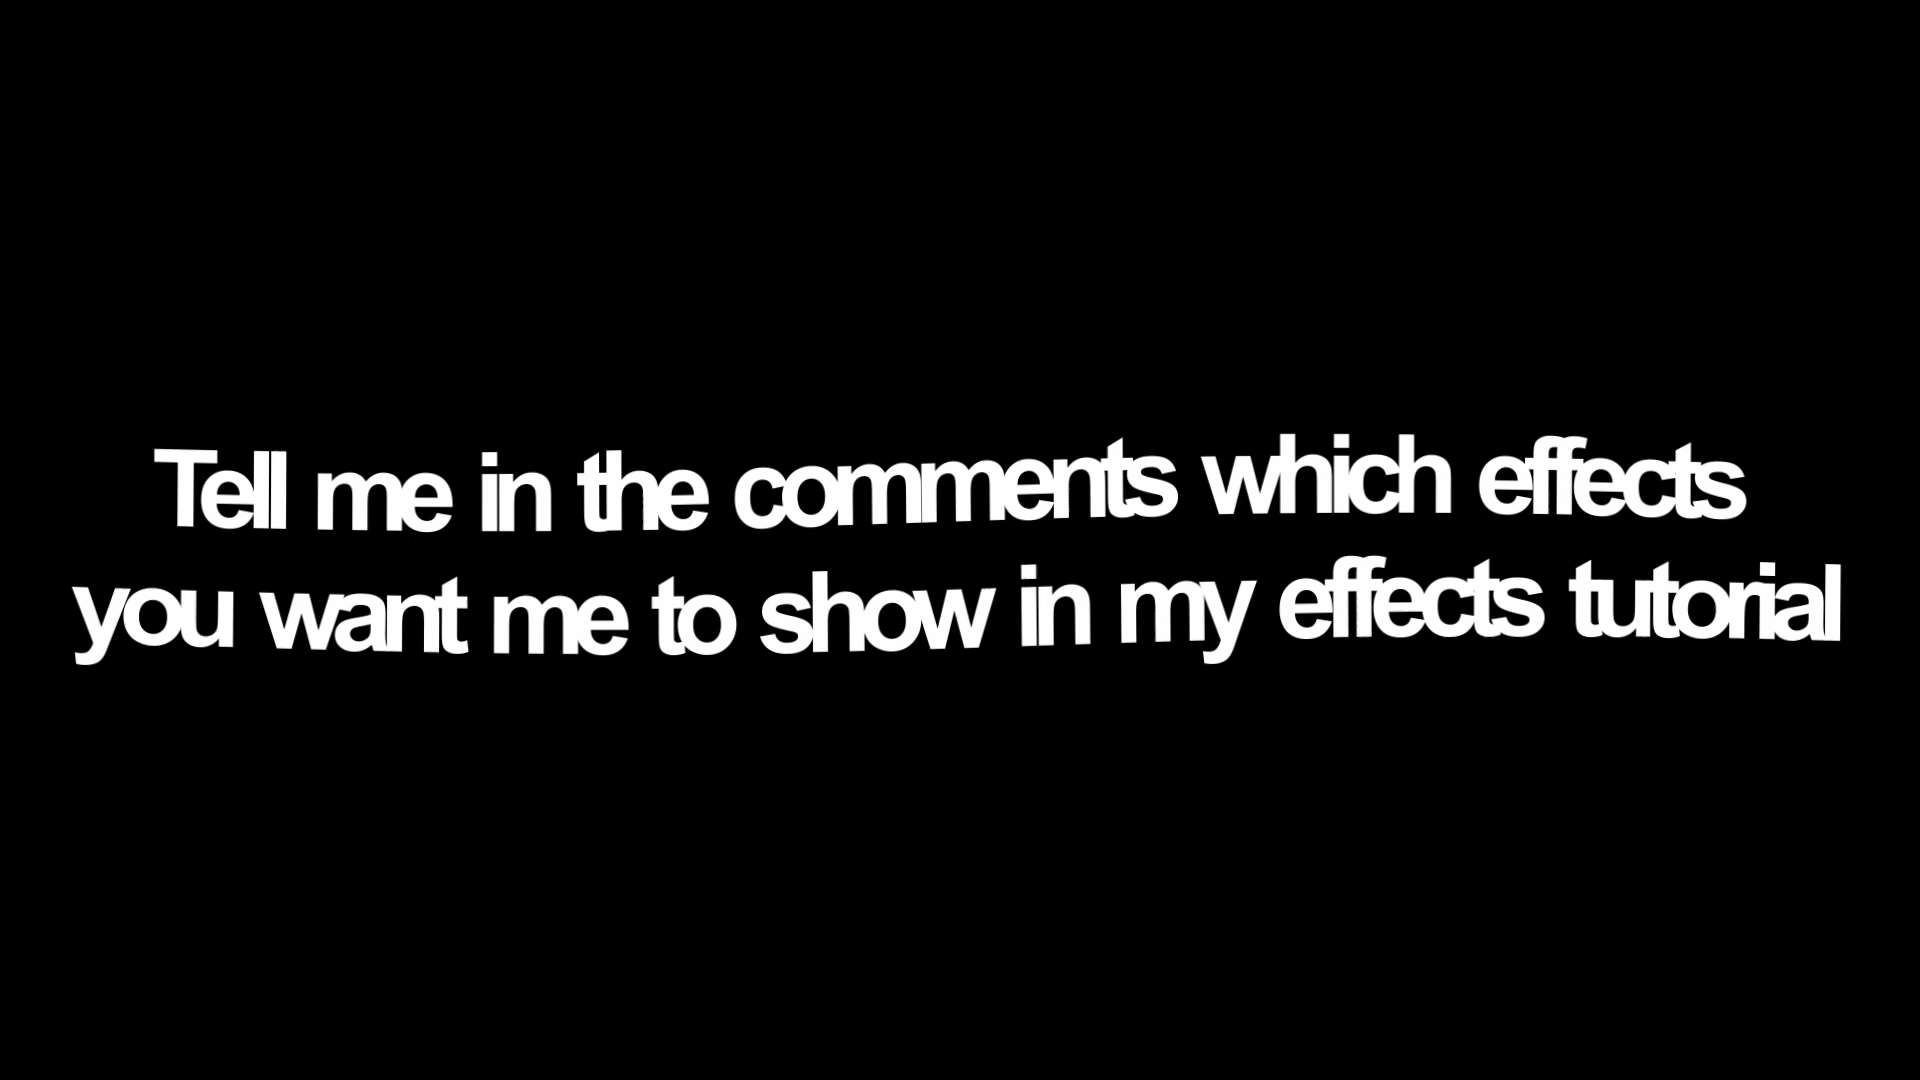 Tell me in the comments which effects
you want me to show in my effects tutorial